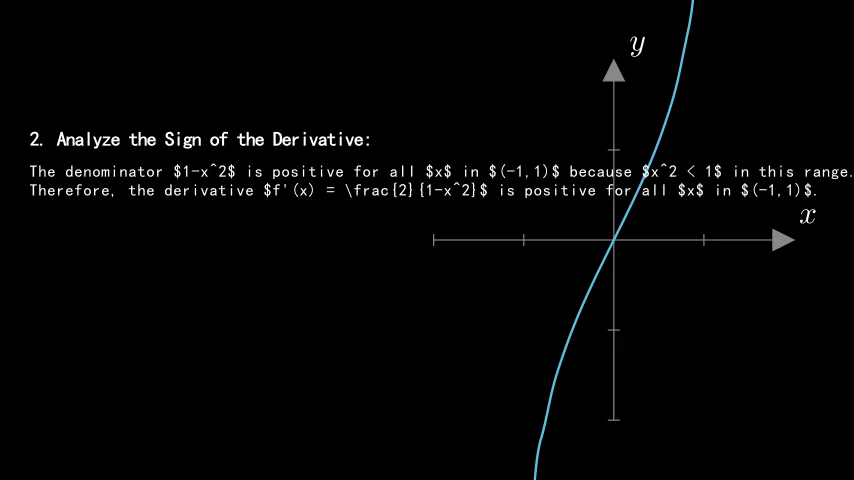 y
2. Analyze the Sign of the Derivative:
The denominator $1-x^2$ is positive for all $x$ in $(-1,1)$ because $x^2 < 1$ in this range.
Therefore, the derivative $f'(x) = \frac{2}{1-x^2}$ is positive for all $x$ in $(-1,1)$.
x